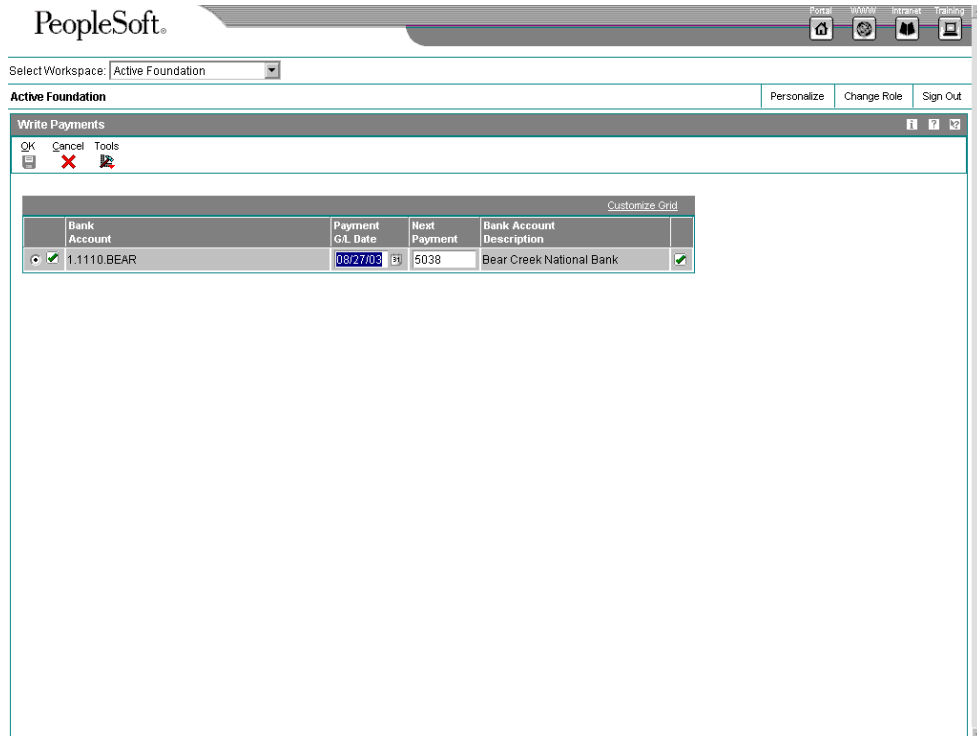 PeopleSoft®
Portal WWW Intranet Training
Select Workspace: Active Foundation
Active Foundation Personalize Change Role Sign Out
Write Payments
OK Cancel Tools
Customize Grid
Bank Account Payment G/L Date Next Payment Bank Account Description
1.1110.BEAR 08/27/03 31 5038 Bear Creek National Bank